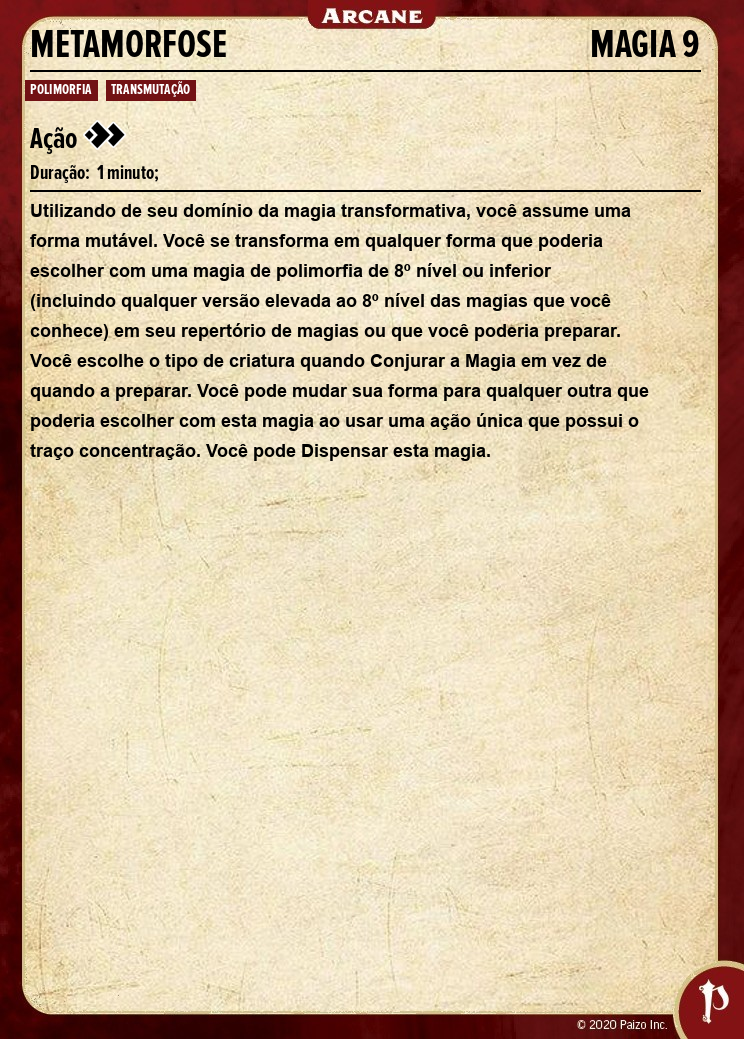 ARCANE
METAMORFOSE MAGIA 9
POLIMORFIA TRANSMUTAÇÃO
Ação
Duração: 1 minuto;
Utilizando de seu domínio da magia transformativa, você assume uma
forma mutável. Você se transforma em qualquer forma que poderia
escolher com uma magia de polimorfia de 8º nível ou inferior
(incluindo qualquer versão elevada ao 8º nível das magias que você
conhece) em seu repertório de magias ou que você poderia preparar.
Você escolhe o tipo de criatura quando Conjurar a Magia em vez de
quando a preparar. Você pode mudar sua forma para qualquer outra que
poderia escolher com esta magia ao usar uma ação única que possui o
traço concentração. Você pode Dispensar esta magia.
© 2020 Paizo Inc.
P